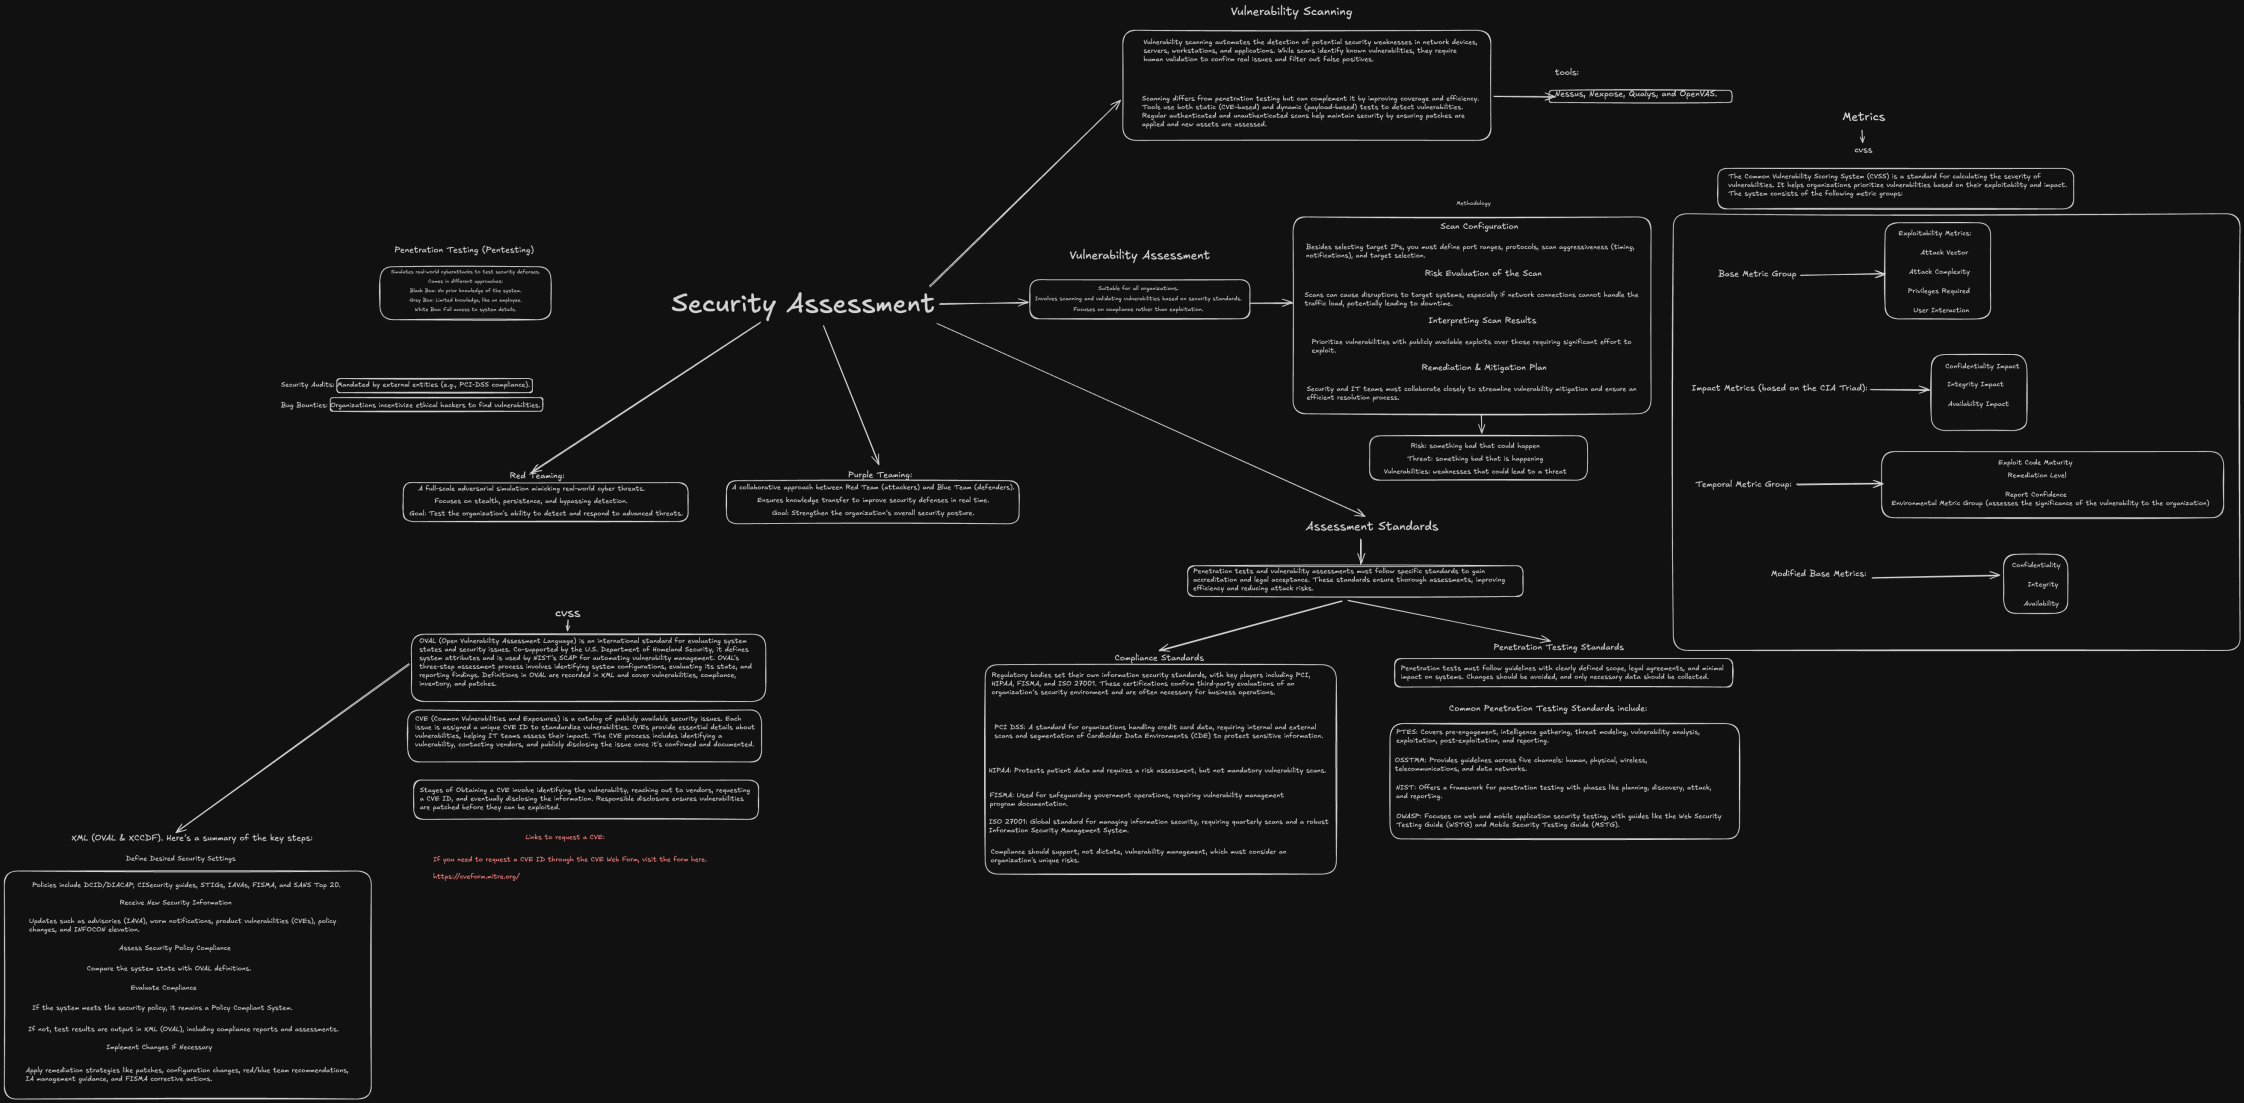 Vulnerability Scanning
Vulnerability scanning automates the detection of potential security weaknesses in network devices,
servers, workstations, and applications. While scans identify known vulnerabilities, they require
human validation to confirm real issues and filter out false positives.
Scanning differs from penetration testing but can complement it by improving coverage and efficiency.
Tools use both static (CVE-based) and dynamic (payload-based) tests to detect vulnerabilities.
Regular authenticated and unauthenticated scans help maintain security by ensuring patches are
applied and new assets are assessed.
tools:
Nessus, Nexpose, Qualys, and OpenVAS.
Metrics
cvss
The Common Vulnerability Scoring System (CVSS) is a standard for calculating the severity of
vulnerabilities. It helps organizations prioritize vulnerabilities based on their exploitability and impact.
The system consists of the following metric groups:
Base Metric Group
Exploitability Metrics:
Attack Vector
Attack Complexity
Privileges Required
User Interaction
Impact Metrics (based on the CIA Triad):
Confidentiality Impact
Integrity Impact
Availability Impact
Temporal Metric Group:
Exploit Code Maturity
Remediation Level
Report Confidence
Environmental Metric Group (assesses the significance of the vulnerability to the organization)
Modified Base Metrics:
Confidentiality
Integrity
Availability
Security Assessment
Vulnerability Assessment
Suitable for all organizations.
Involves scanning and validating vulnerabilities based on security standards.
Focuses on compliance rather than exploitation.
Methodology
Scan Configuration
Besides selecting target IPs, you must define port ranges, protocols, scan aggressiveness (timing,
notifications), and target selection.
Risk Evaluation of the Scan
Scans can cause disruptions to target systems, especially if network connections cannot handle the
traffic load, potentially leading to downtime.
Interpreting Scan Results
Prioritize vulnerabilities with publicly available exploits over those requiring significant effort to
exploit.
Remediation & Mitigation Plan
Security and IT teams must collaborate closely to streamline vulnerability mitigation and ensure an
efficient resolution process.
Risk: something bad that could happen
Threat: something bad that is happening
Vulnerabilities: weaknesses that could lead to a threat
Penetration Testing (Pentesting)
Simulates real-world cyberattacks to test security defenses.
Comes in different approaches:
Black Box: No prior knowledge of the system.
Gray Box: Limited knowledge, like an employee.
White Box: Full access to system details.
Security Audits: Mandated by external entities (e.g., PCI-DSS compliance).
Bug Bounties: Organizations incentivize ethical hackers to find vulnerabilities.
Red Teaming:
A full-scale adversarial simulation mimicking real-world cyber threats.
Focuses on stealth, persistence, and bypassing detection.
Goal: Test the organization's ability to detect and respond to advanced threats.
Purple Teaming:
A collaborative approach between Red Team (attackers) and Blue Team (defenders).
Ensures knowledge transfer to improve security defenses in real time.
Goal: Strengthen the organization's overall security posture.
Assessment Standards
Penetration tests and vulnerability assessments must follow specific standards to gain
accreditation and legal acceptance. These standards ensure thorough assessments, improving
efficiency and reducing attack risks.
Compliance Standards
Regulatory bodies set their own information security standards, with key players including PCI,
HIPAA, FISMA, and ISO 27001. These certifications confirm third-party evaluations of an
organization's security environment and are often necessary for business operations.
PCI DSS: A standard for organizations handling credit card data, requiring internal and external
scans and segmentation of Cardholder Data Environments (CDE) to protect sensitive information.
HIPAA: Protects patient data and requires a risk assessment, but not mandatory vulnerability scans.
FISMA: Used for safeguarding government operations, requiring vulnerability management
program documentation.
ISO 27001: Global standard for managing information security, requiring quarterly scans and a robust
Information Security Management System.
Compliance should support, not dictate, vulnerability management, which must consider an
organization's unique risks.
Penetration Testing Standards
Penetration tests must follow guidelines with clearly defined scope, legal agreements, and minimal
impact on systems. Changes should be avoided, and only necessary data should be collected.
Common Penetration Testing Standards include:
PTES: Covers pre-engagement, intelligence gathering, threat modeling, vulnerability analysis,
exploitation, post-exploitation, and reporting.
OSSTMM: Provides guidelines across five channels: human, physical, wireless,
telecommunications, and data networks.
NIST: Offers a framework for penetration testing with phases like planning, discovery, attack,
and reporting.
OWASP: Focuses on web and mobile application security testing, with guides like the Web Security
Testing Guide (WSTG) and Mobile Security Testing Guide (MSTG).
cvss
OVAL (Open Vulnerability Assessment Language) is an international standard for evaluating system
states and security issues. Co-supported by the U.S. Department of Homeland Security, it defines
system attributes and is used by NIST's SCAP for automating vulnerability management. OVAL's
three-step assessment process involves identifying system configurations, evaluating its state, and
reporting findings. Definitions in OVAL are recorded in XML and cover vulnerabilities, compliance,
inventory, and patches.
CVE (Common Vulnerabilities and Exposures) is a catalog of publicly available security issues. Each
issue is assigned a unique CVE ID to standardize vulnerabilities. CVEs provide essential details about
vulnerabilities, helping IT teams assess their impact. The CVE process includes identifying a
vulnerability, contacting vendors, and publicly disclosing the issue once it's confirmed and documented.
Stages of Obtaining a CVE involve identifying the vulnerability, reaching out to vendors, requesting
a CVE ID, and eventually disclosing the information. Responsible disclosure ensures vulnerabilities
are patched before they can be exploited.
Links to request a CVE:
If you need to request a CVE ID through the CVE Web Form, visit the form here.
https://cveform.mitre.org/
XML (OVAL & XCCDF). Here's a summary of the key steps:
Define Desired Security Settings
Policies include DCID/DIACAP, CISecurity guides, STIGs, IAVAs, FISMA, and SANS Top 20.
Receive New Security Information
Updates such as advisories (IAVA), worm notifications, product vulnerabilities (CVEs), policy
changes, and INFOCON elevation.
Assess Security Policy Compliance
Compare the system state with OVAL definitions.
Evaluate Compliance
If the system meets the security policy, it remains a Policy Compliant System.
If not, test results are output in XML (OVAL), including compliance reports and assessments.
Implement Changes if Necessary
Apply remediation strategies like patches, configuration changes, red/blue team recommendations,
IA management guidance, and FISMA corrective actions.